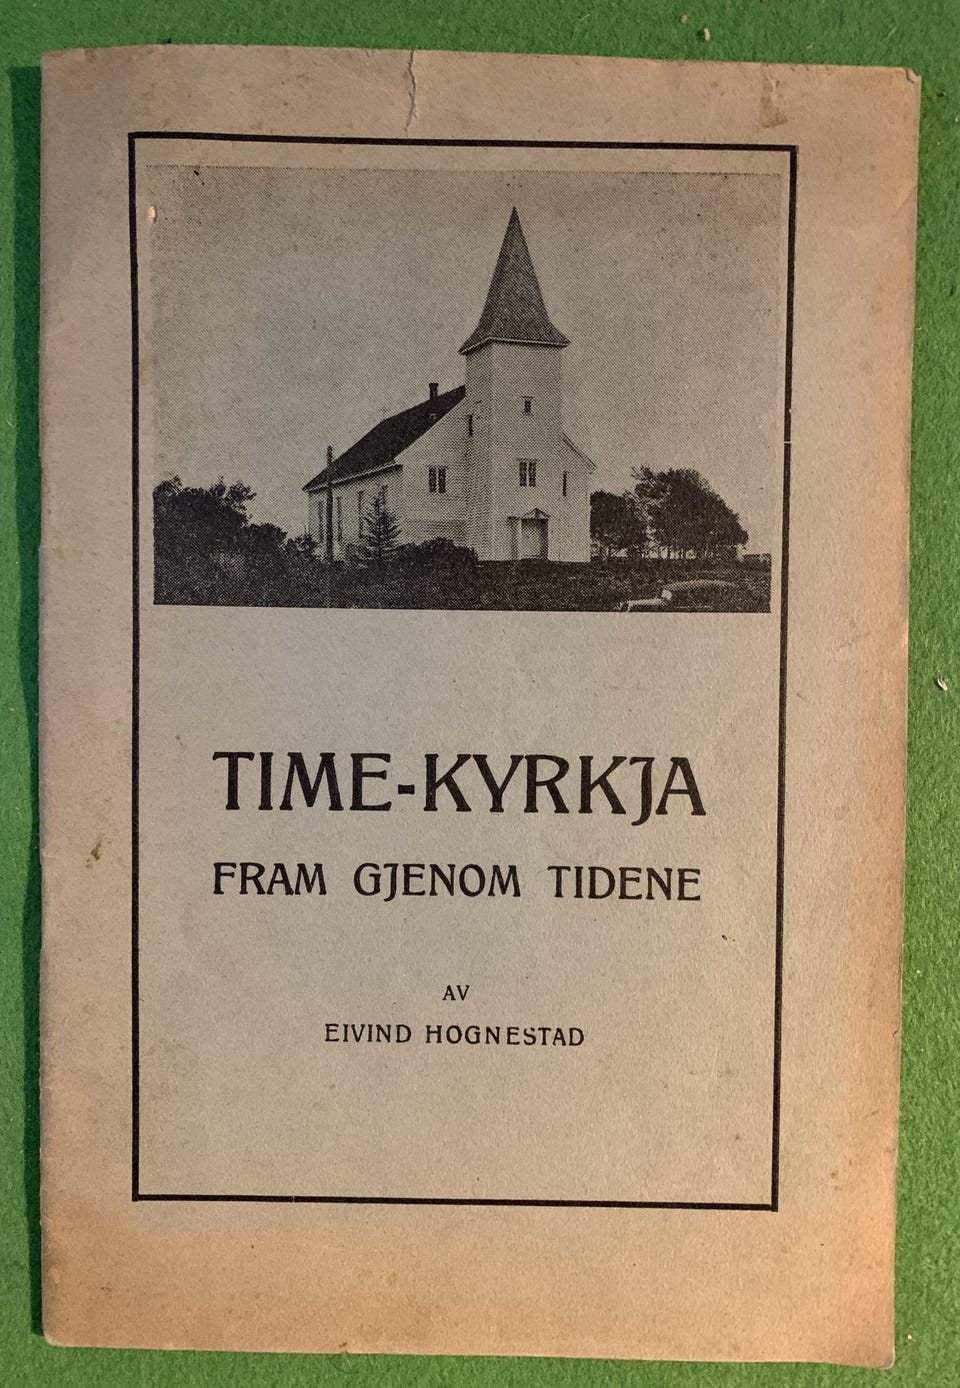 TIME-KYRKJA
FRAM GJENOM TIDENE
AV
EIVIND HOGNESTAD